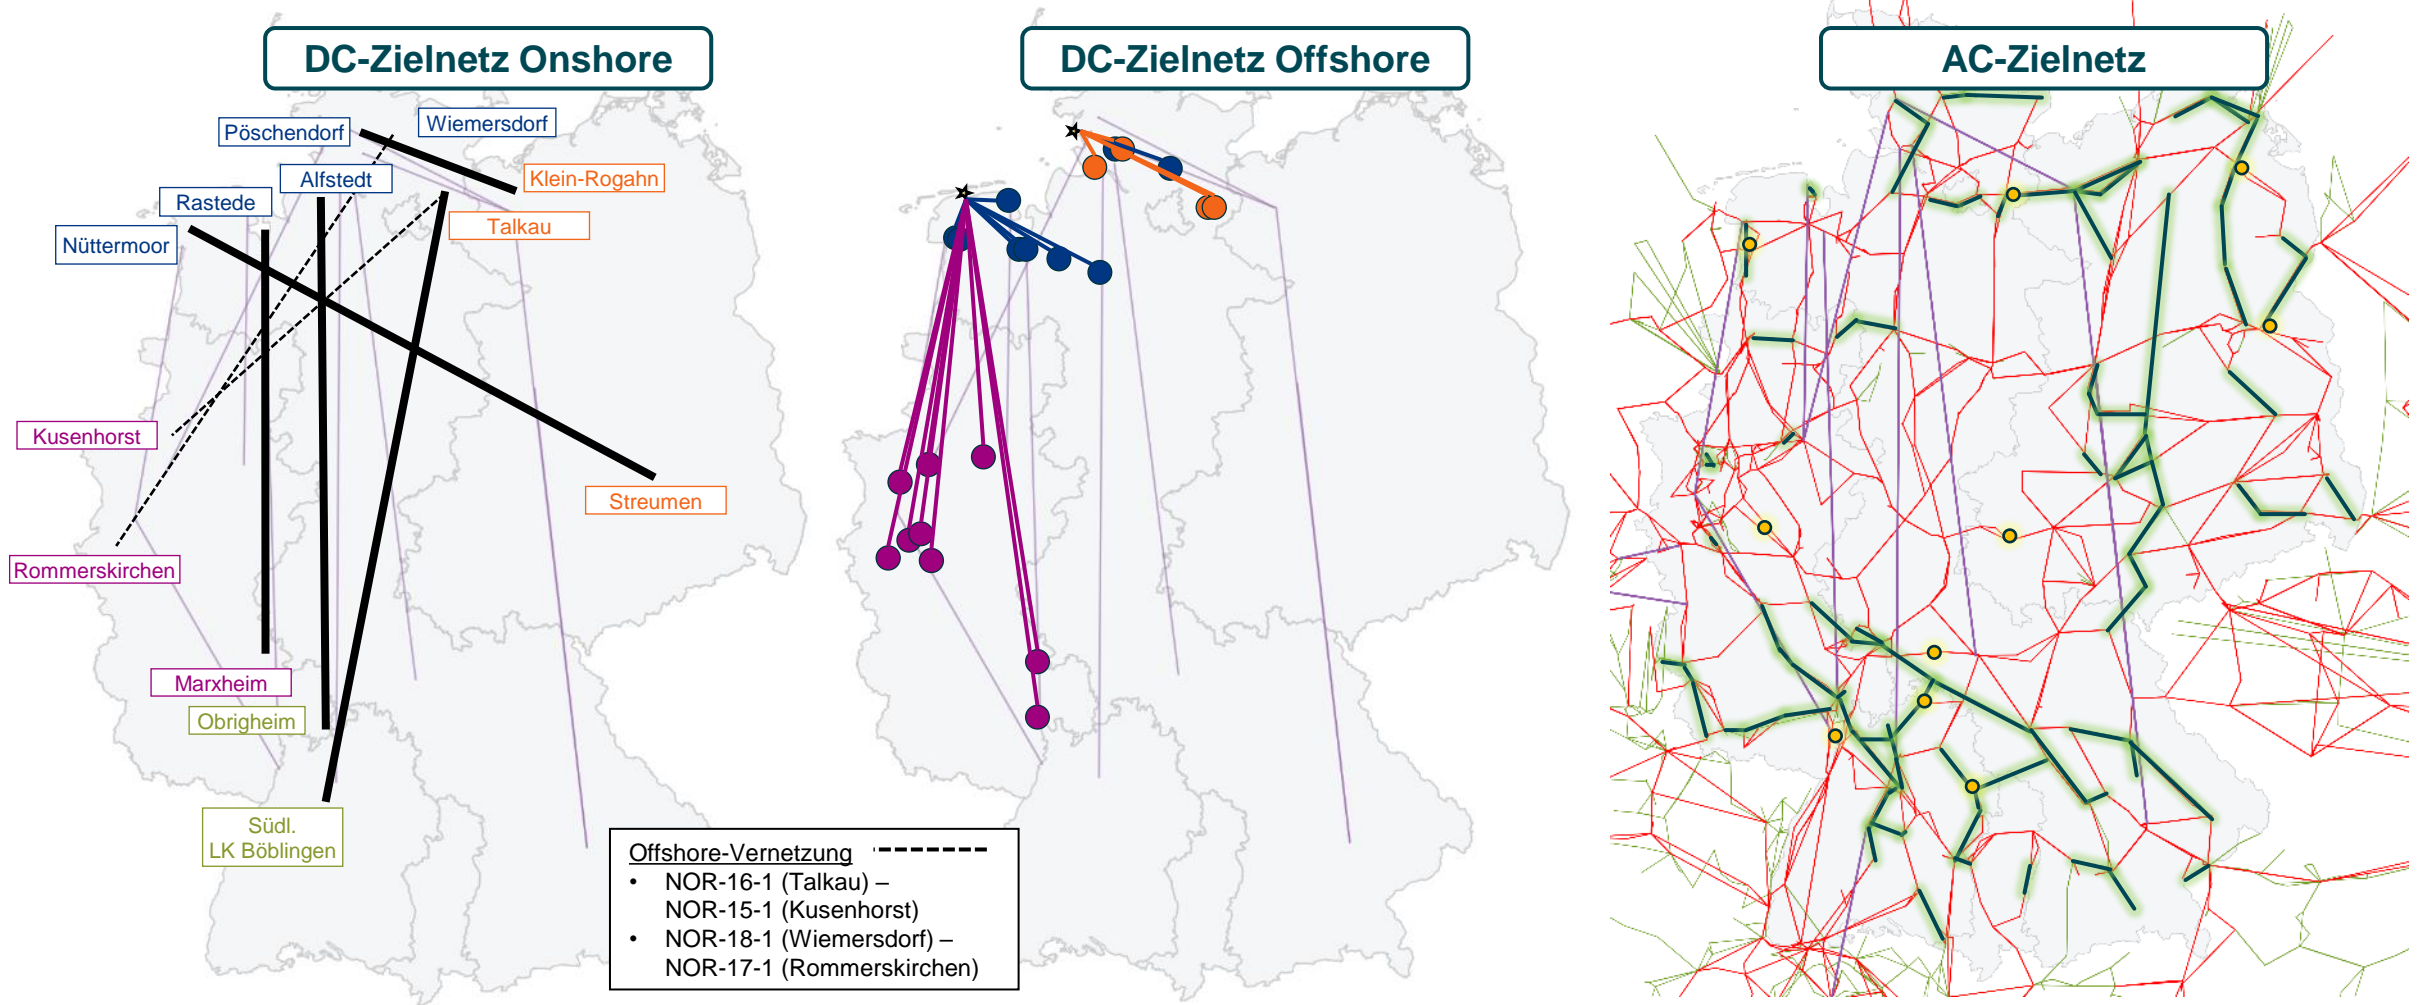 DC-Zielnetz Onshore
DC-Zielnetz Offshore
AC-Zielnetz
Pöschendorf
Wiemersdorf
Alfstedt
Klein-Rogahn
Rastede
Talkau
Nüttermoor
Kusenhorst
Streumen
Rommerskirchen
Marxheim
Obrigheim
Südl.
LK Böblingen
Offshore-Vernetzung
• NOR-16-1 (Talkau) –
NOR-15-1 (Kusenhorst)
• NOR-18-1 (Wiemersdorf) –
NOR-17-1 (Rommerskirchen)